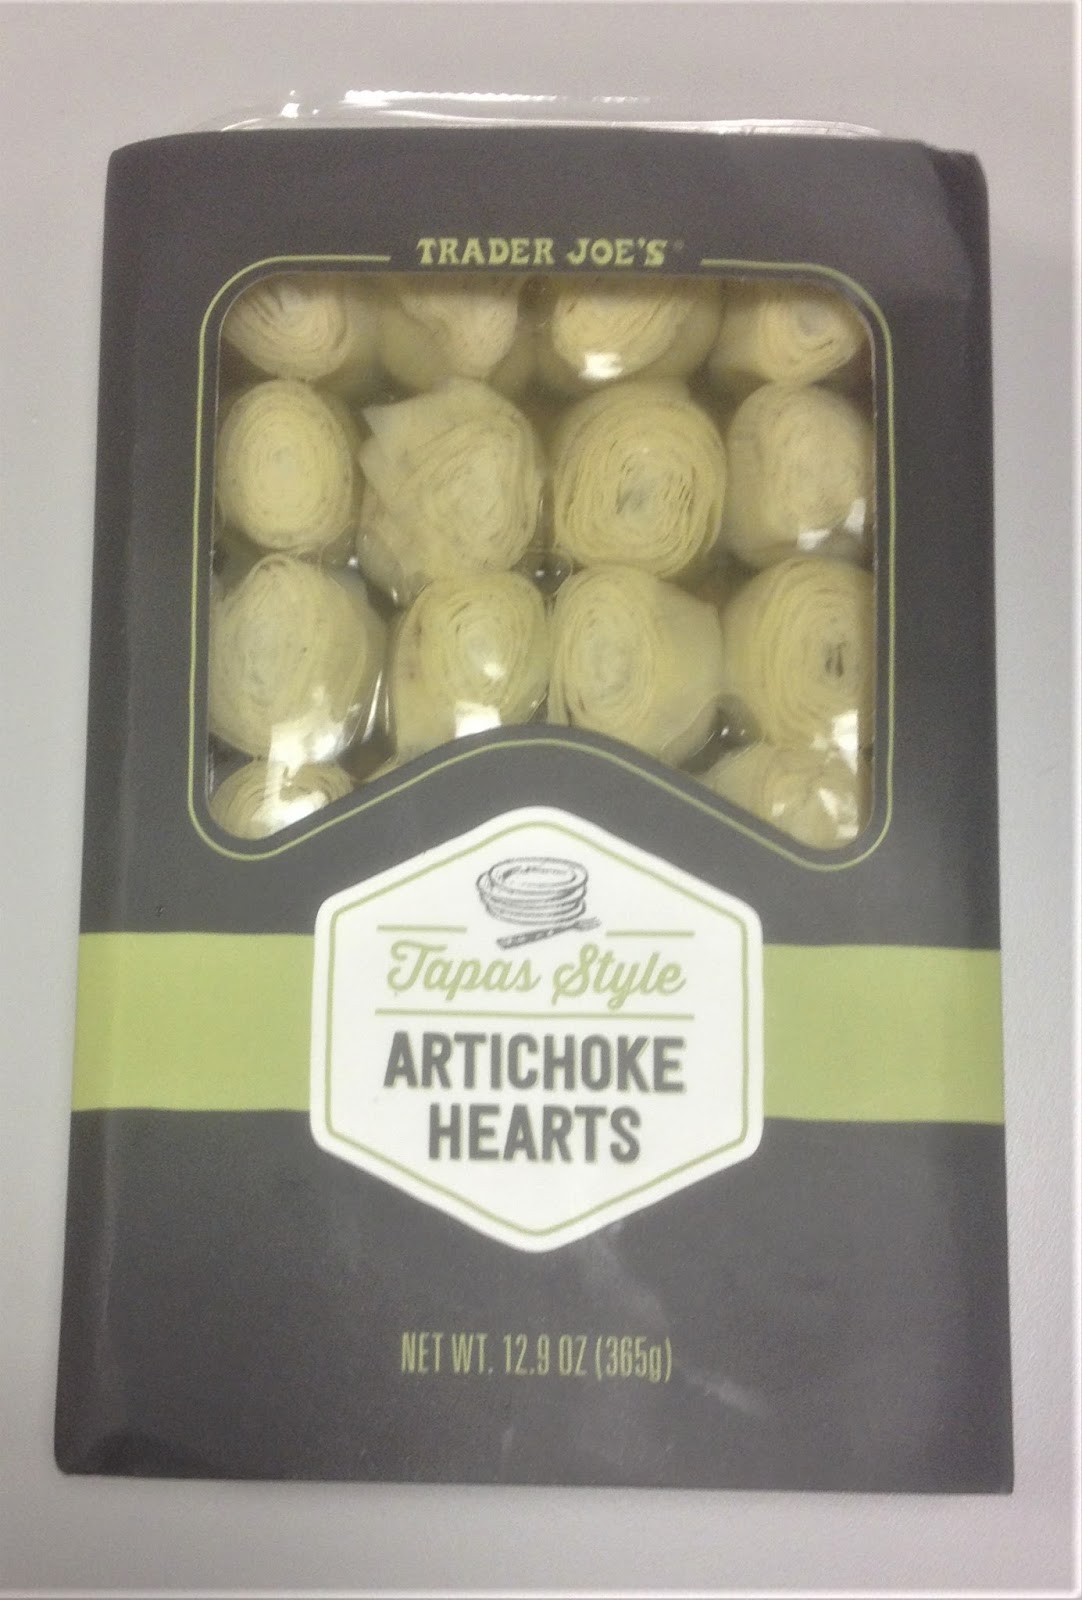 TRADER JOE'S®
Tapas Style
ARTICHOKE
HEARTS
NET WT. 12.9 OZ (365g)